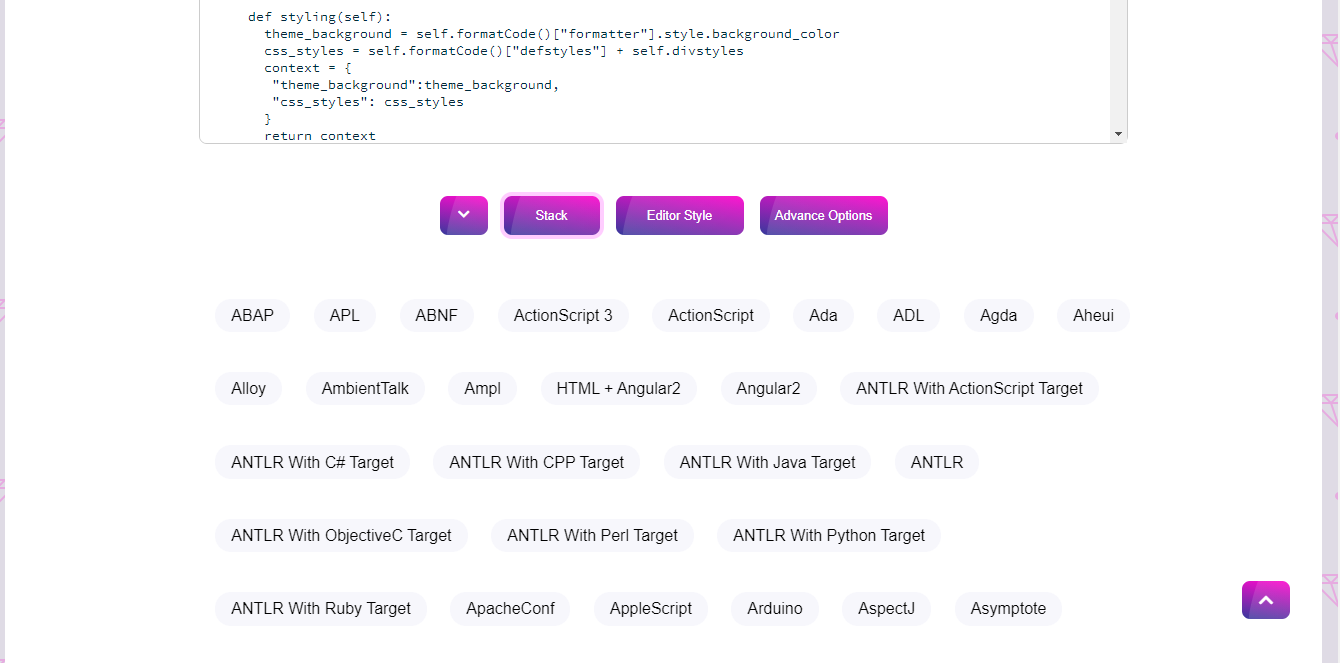 def styling(self):
theme_background = self.formatCode()["formatter"].style.background_color
css_styles = self.formatCode()["defstyles"] + self.divstyles
context = {
"theme_background":theme_background,
"css_styles": css_styles
}
return context
Stack Editor Style Advance Options
ABAP APL ABNF ActionScript 3 ActionScript Ada ADL Agda Aheui
Alloy AmbientTalk Ampl HTML + Angular2 Angular2 ANTLR With ActionScript Target
ANTLR With C# Target ANTLR With CPP Target ANTLR With Java Target ANTLR
ANTLR With ObjectiveC Target ANTLR With Perl Target ANTLR With Python Target
ANTLR With Ruby Target ApacheConf AppleScript Arduino AspectJ Asymptote